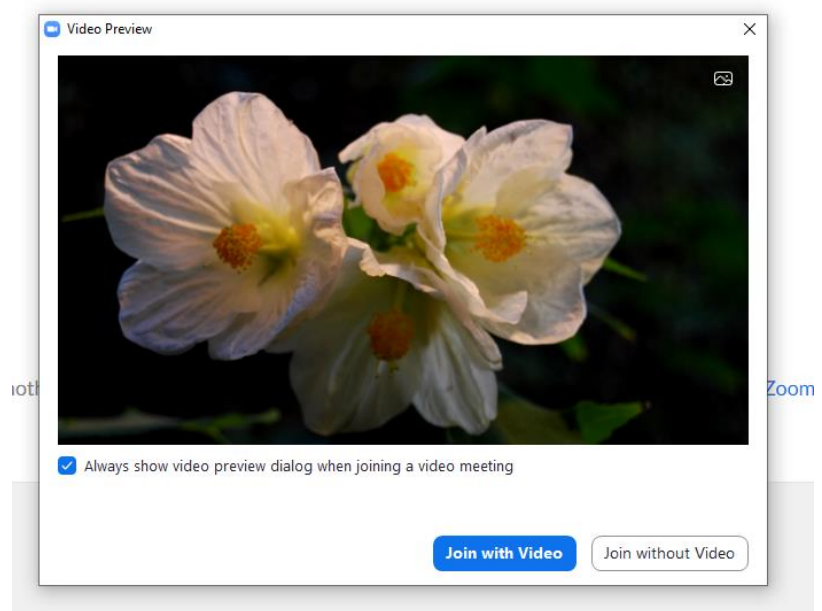 Video Preview
Zoom
Always show video preview dialog when joining a video meeting
Join with Video
Join without Video